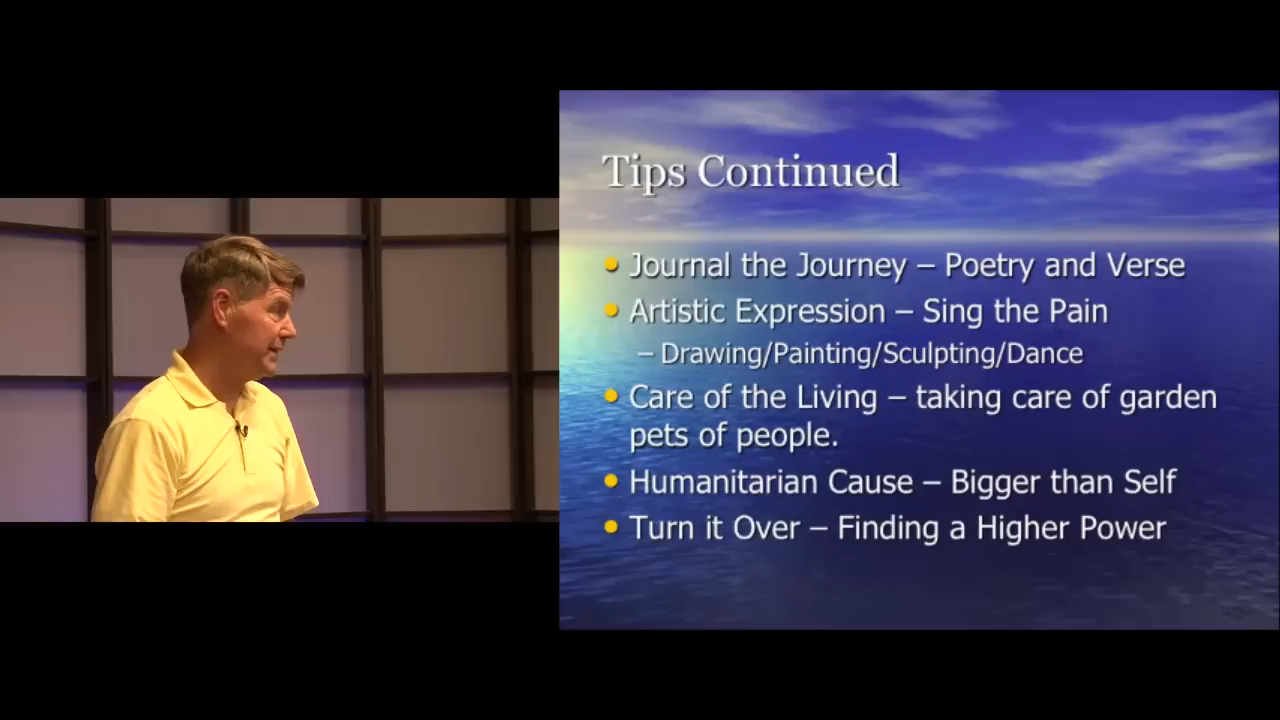 Tips Continued
Journal the Journey – Poetry and Verse
Artistic Expression – Sing the Pain
– Drawing/Painting/Sculpting/Dance
Care of the Living – taking care of garden
pets of people.
Humanitarian Cause – Bigger than Self
Turn it Over – Finding a Higher Power